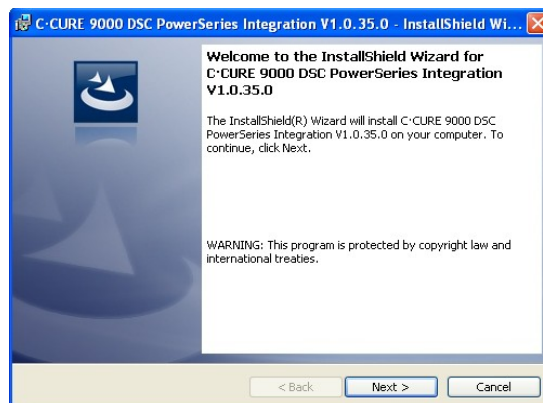 C·CURE 9000 DSC PowerSeries Integration V1.0.35.0 - InstallShield Wi...
Welcome to the InstallShield Wizard for
C·CURE 9000 DSC PowerSeries Integration
V1.0.35.0
The InstallShield(R) Wizard will install C·CURE 9000 DSC
PowerSeries Integration V1.0.35.0 on your computer. To
continue, click Next.
WARNING: This program is protected by copyright law and
international treaties.
< Back
Next >
Cancel